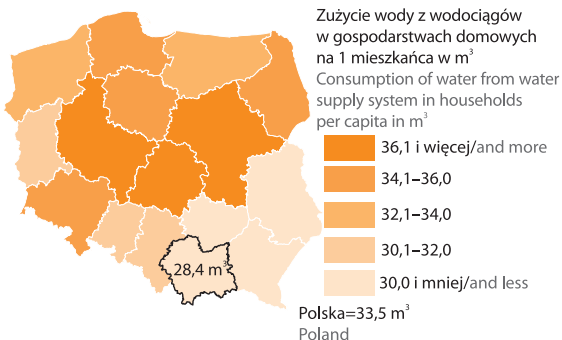 Zużycie wody z wodociągów
w gospodarstwach domowych
na 1 mieszkańca w m³
Consumption of water from water
supply system in households
per capita in m³
36,1 i więcej/and more
34,1–36,0
32,1–34,0
30,1–32,0
30,0 i mniej/and less
28,4 m³
Polska=33,5 m³
Poland